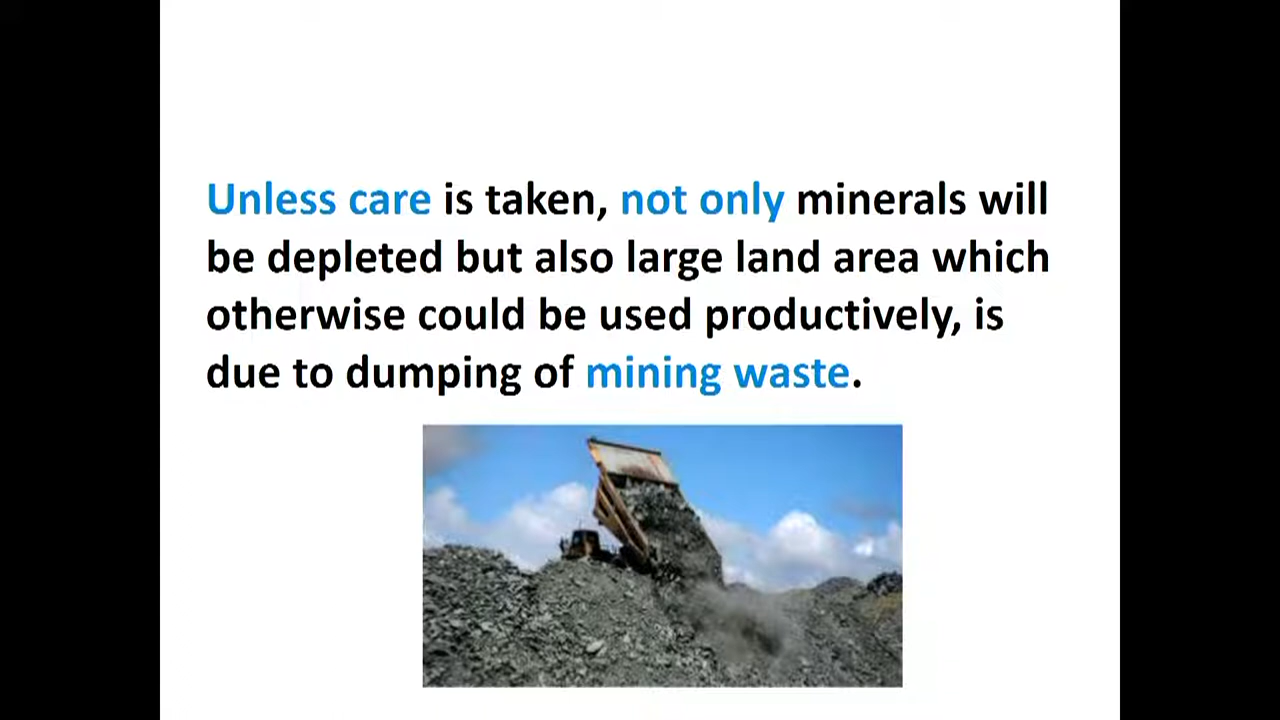 Unless care is taken, not only minerals will
be depleted but also large land area which
otherwise could be used productively, is
due to dumping of mining waste.